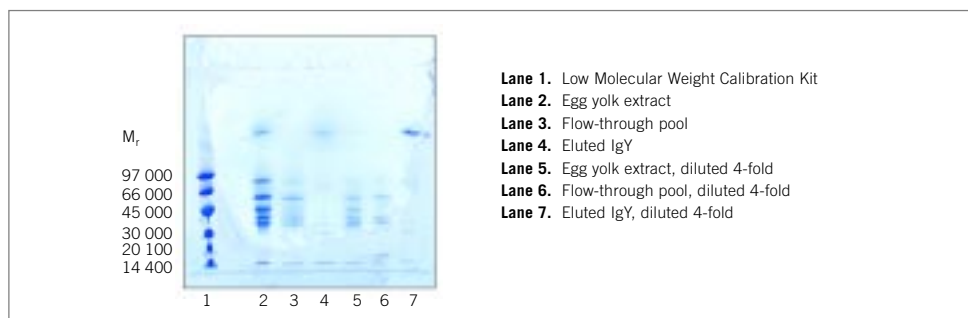 Lane 1. Low Molecular Weight Calibration Kit
Lane 2. Egg yolk extract
Lane 3. Flow-through pool
Lane 4. Eluted IgY
Lane 5. Egg yolk extract, diluted 4-fold
Lane 6. Flow-through pool, diluted 4-fold
Lane 7. Eluted IgY, diluted 4-fold
Mr
97 000
66 000
45 000
30 000
20 100
14 400
1 2 3 4 5 6 7